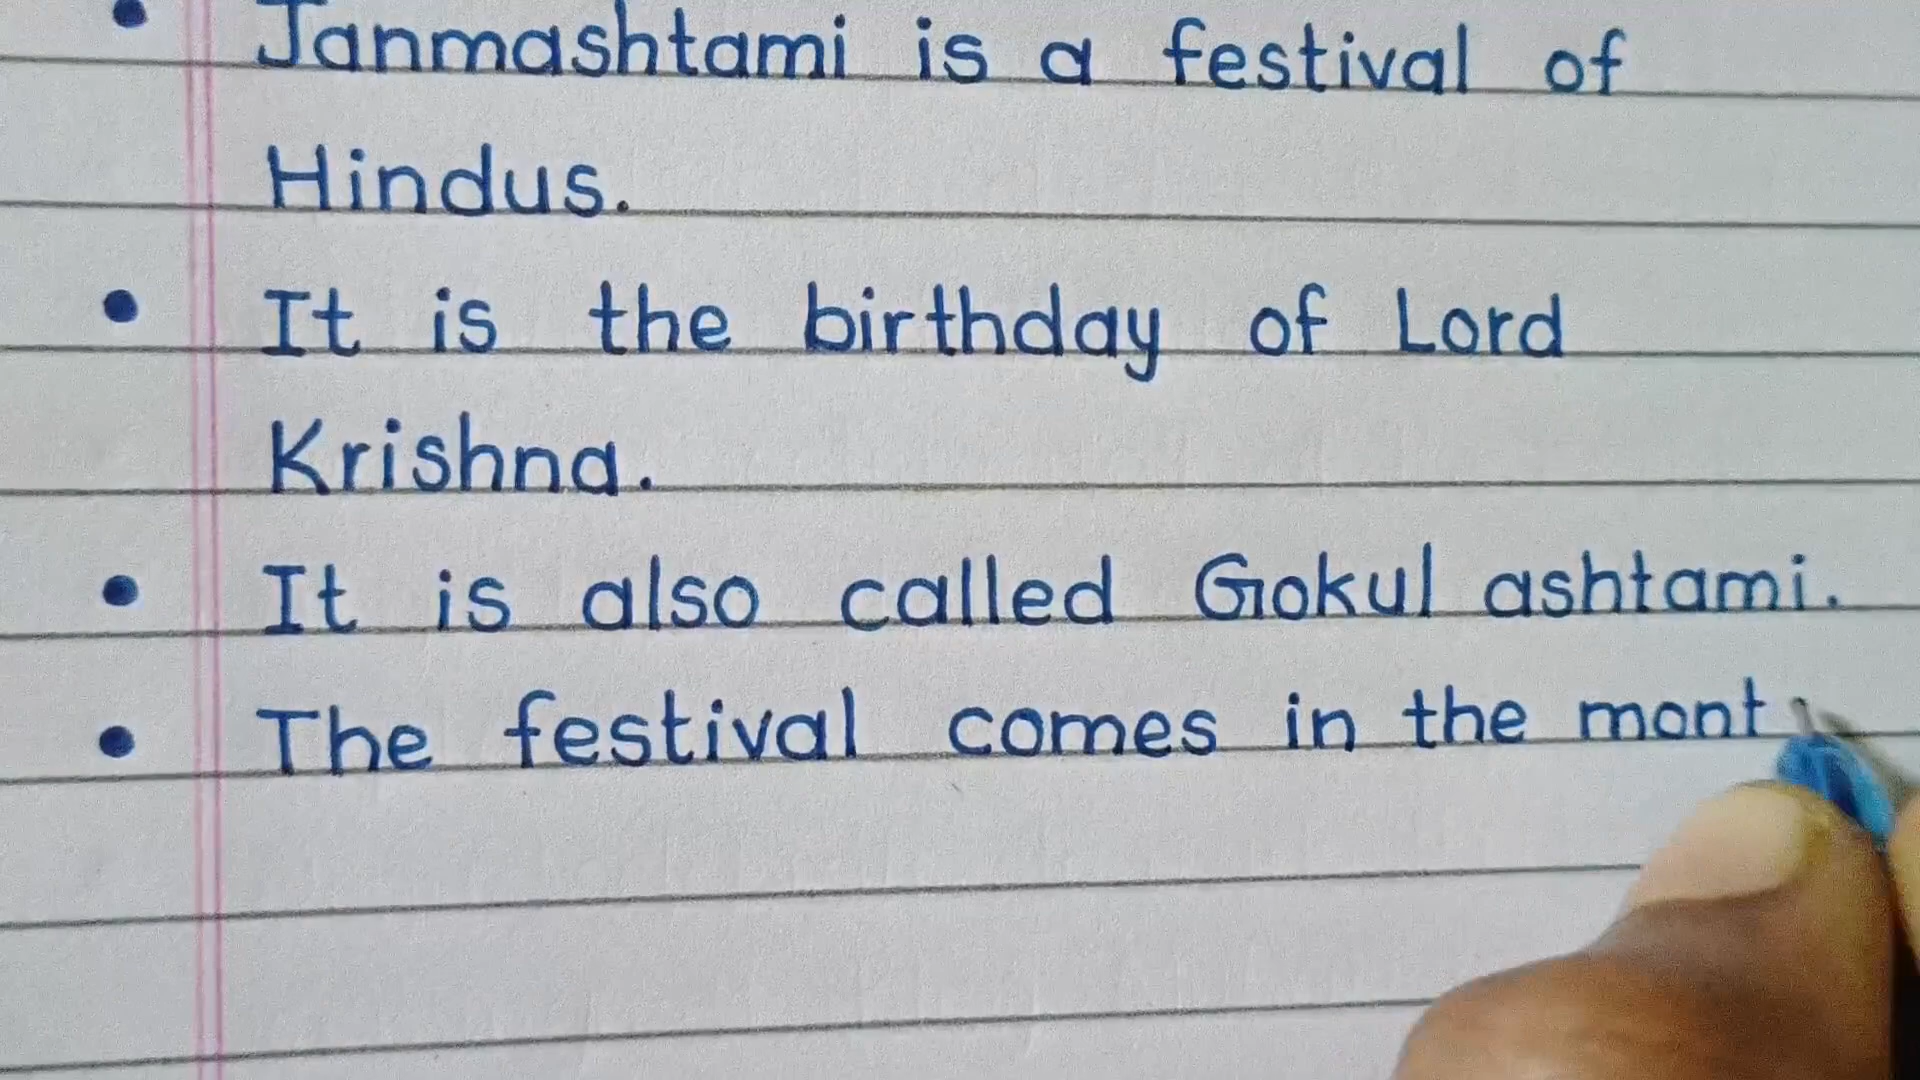 • Janmashtami is a festival of
Hindus.
• It is the birthday of Lord
Krishna.
• It is also called Gokul ashtami.
• The festival comes in the mont